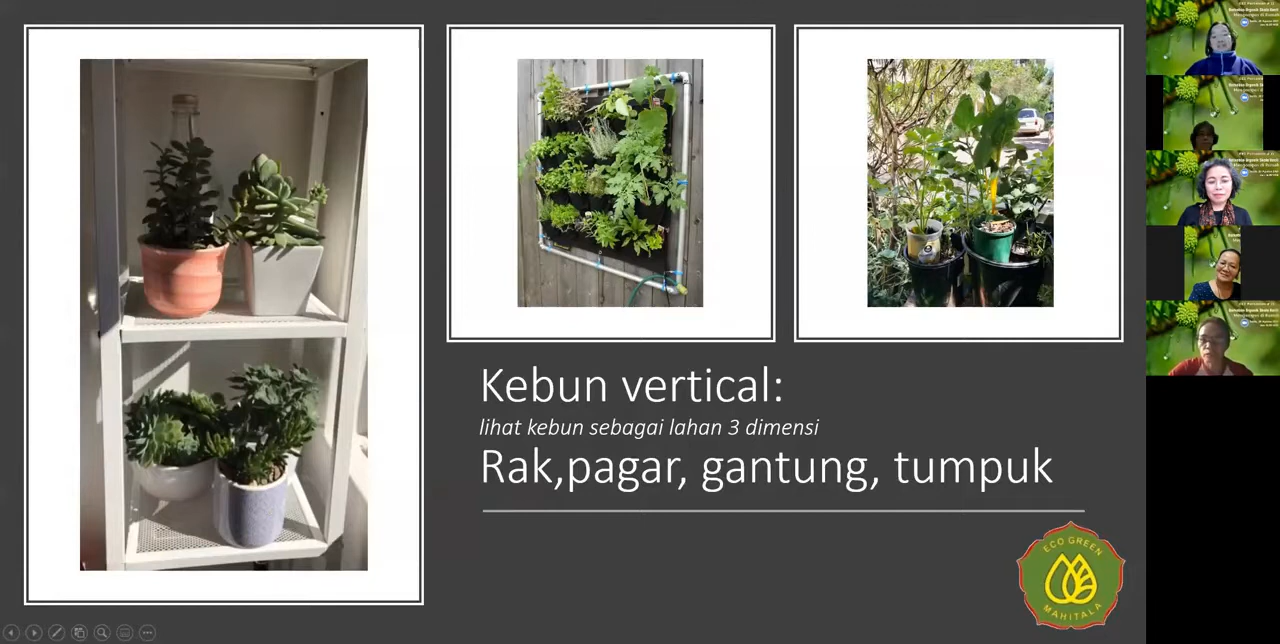 Kebun vertical:
lihat kebun sebagai lahan 3 dimensi
Rak,pagar, gantung, tumpuk
ECO GREEN
MAHITALA